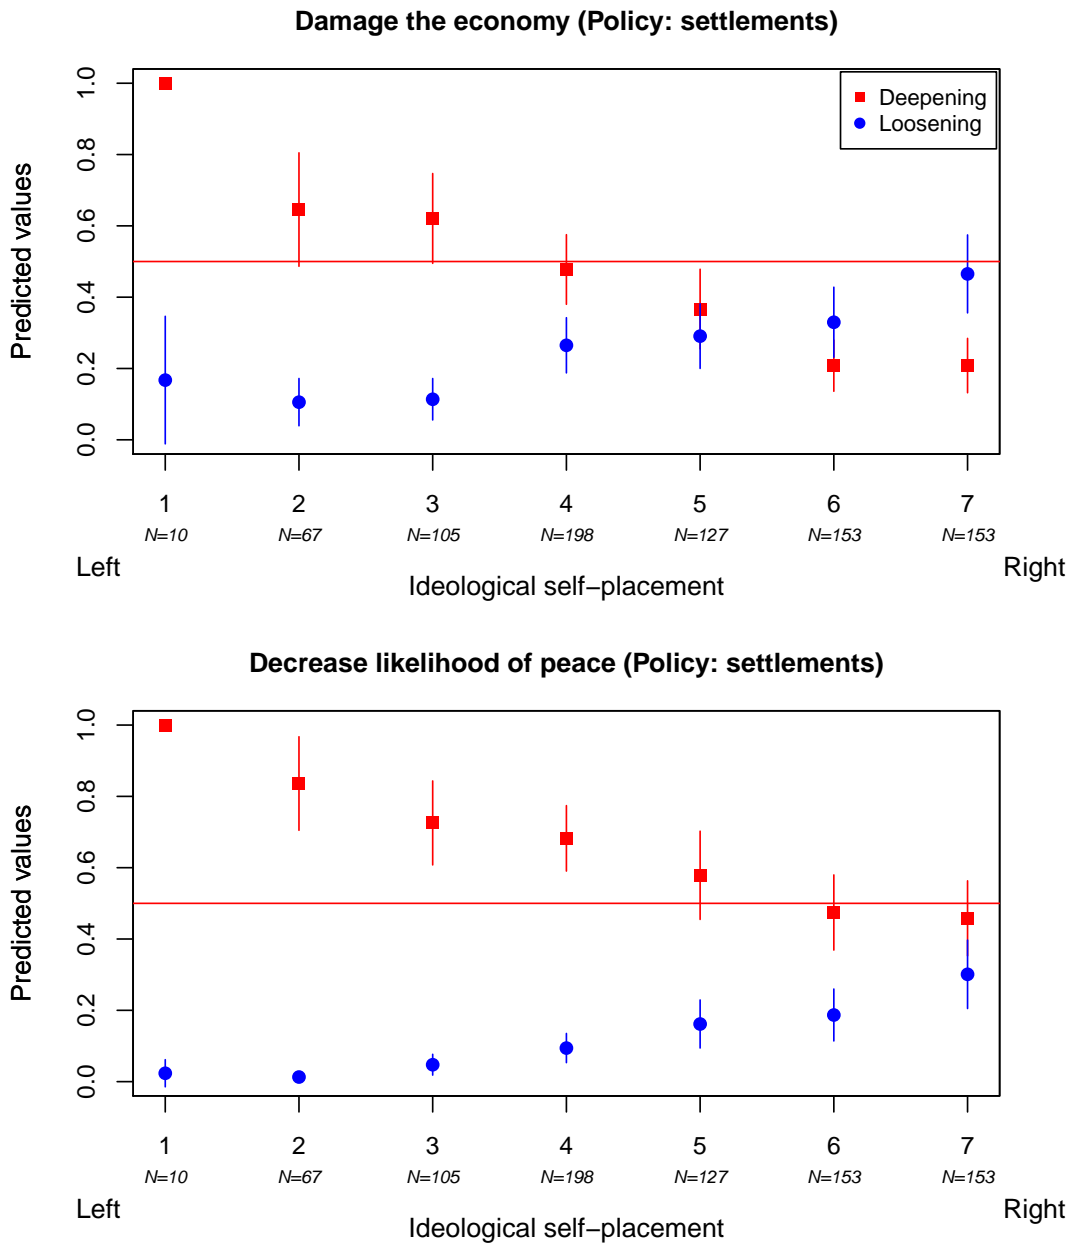 Damage the economy (Policy: settlements)
Predicted values
1.0
0.8
0.6
0.4
0.2
0.0
Deepening
Loosening
1 2 3 4 5 6 7
N=10 N=67 N=105 N=198 N=127 N=153 N=153
Left Right
Ideological self−placement
Decrease likelihood of peace (Policy: settlements)
Predicted values
1.0
0.8
0.6
0.4
0.2
0.0
1 2 3 4 5 6 7
N=10 N=67 N=105 N=198 N=127 N=153 N=153
Left Right
Ideological self−placement